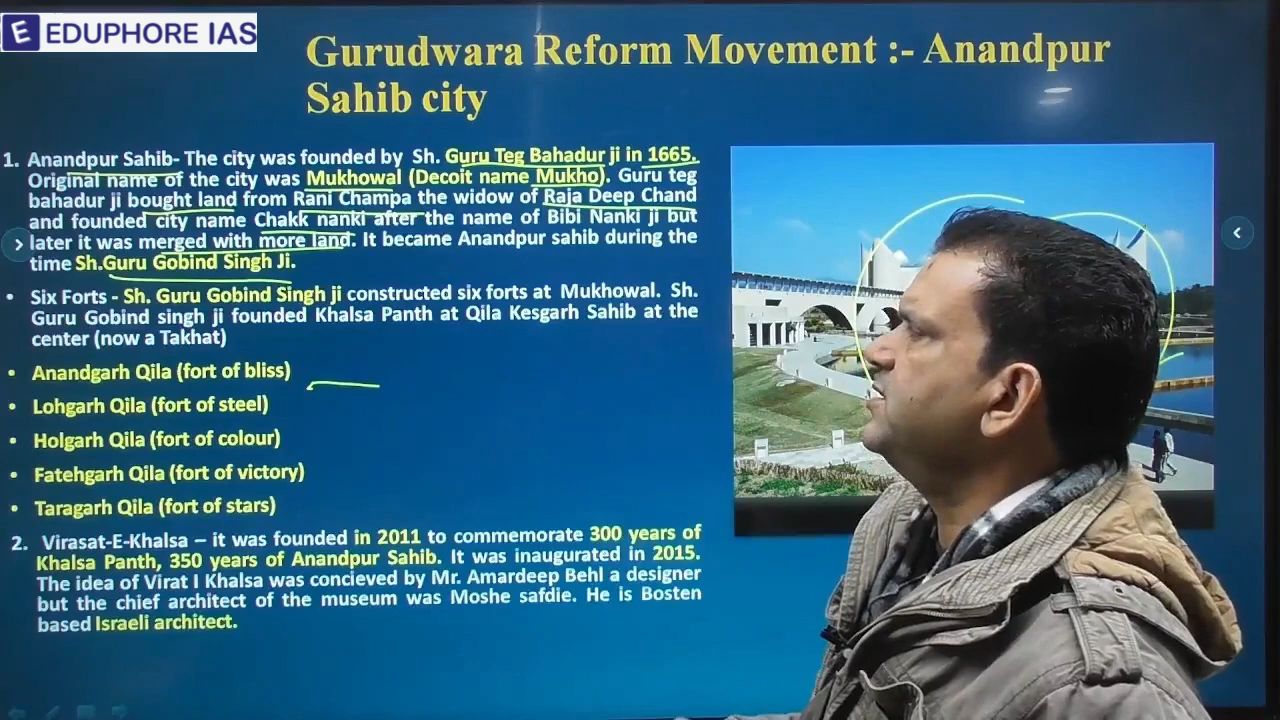 EDUPHORE IAS
Gurudwara Reform Movement :- Anandpur
Sahib city
1. Anandpur Sahib- The city was founded by Sh. Guru Teg Bahadur ji in 1665.
Original name of the city was Mukhowal (Decoit name Mukho). Guru teg
bahadur ji bought land from Rani Champa the widow of Raja Deep Chand
and founded city name Chakk nanki after the name of Bibi Nanki ji but
later it was merged with more land. It became Anandpur sahib during the
time Sh.Guru Gobind Singh Ji.
• Six Forts - Sh. Guru Gobind Singh ji constructed six forts at Mukhowal. Sh.
Guru Gobind singh ji founded Khalsa Panth at Qila Kesgarh Sahib at the
center (now a Takhat)
• Anandgarh Qila (fort of bliss)
• Lohgarh Qila (fort of steel)
• Holgarh Qila (fort of colour)
• Fatehgarh Qila (fort of victory)
• Taragarh Qila (fort of stars)
2. Virasat-E-Khalsa – it was founded in 2011 to commemorate 300 years of
Khalsa Panth, 350 years of Anandpur Sahib. It was inaugurated in 2015.
The idea of Virat I Khalsa was concieved by Mr. Amardeep Behl a designer
but the chief architect of the museum was Moshe safdie. He is Bosten
based Israeli architect.